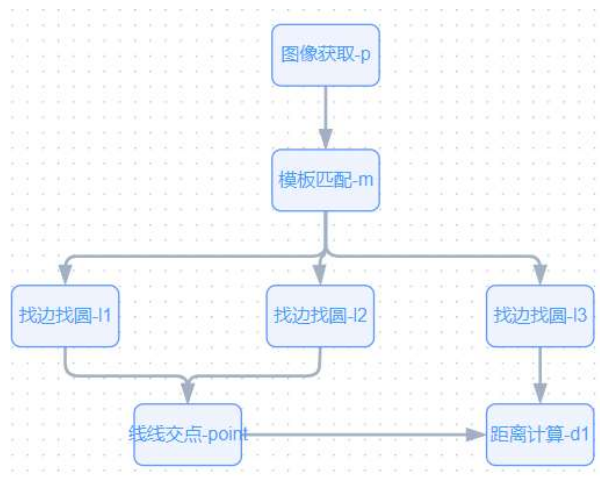 图像获取-p
模板匹配-m
找边找圆-l1
找边找圆-l2
找边找圆-l3
线线交点-point
距离计算-d1